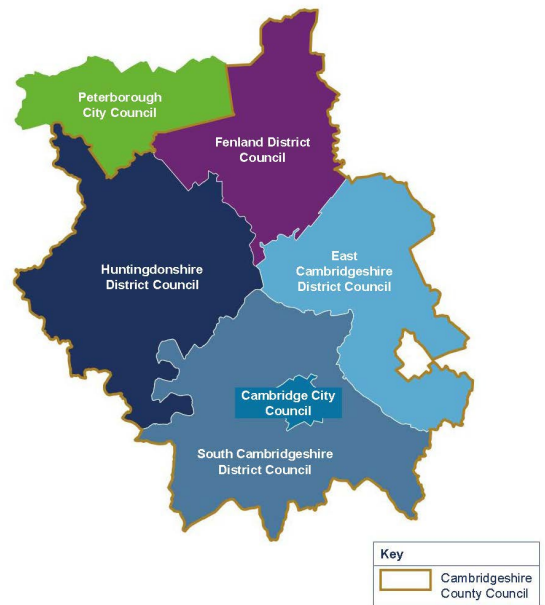 Peterborough
City Council
Fenland District
Council
East
Cambridgeshire
District Council
Huntingdonshire
District Council
Cambridge City
Council
South Cambridgeshire
District Council
Key
Cambridgeshire
County Council